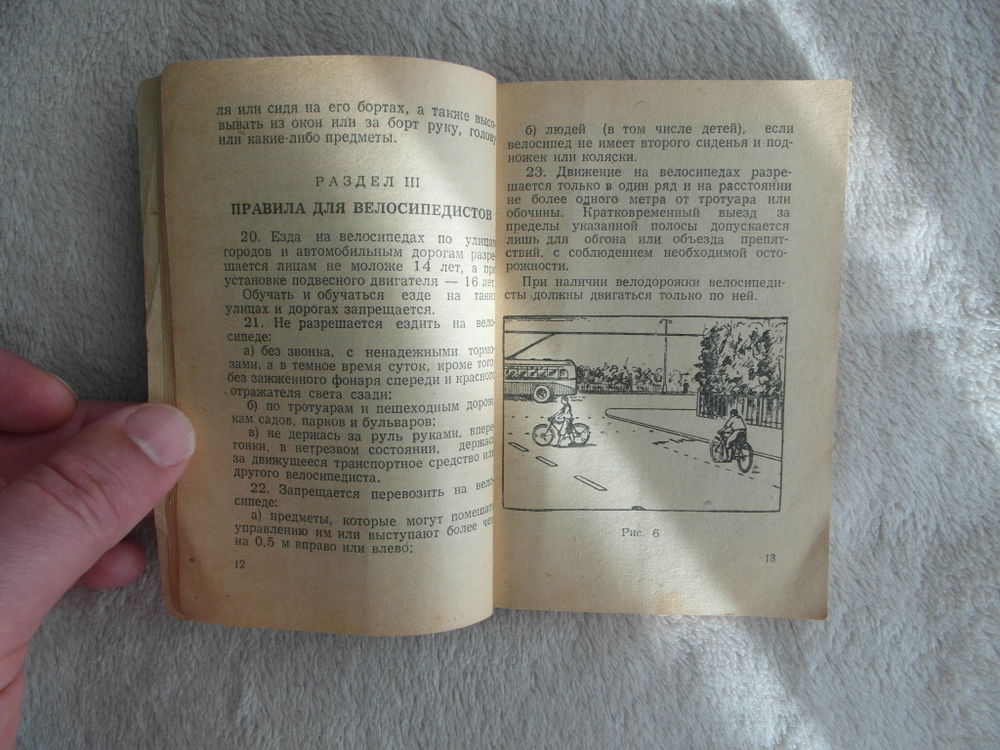 ля или сидя на его бортах, а также высо-
вывать из окон или за борт руку, голову
или какие-либо предметы.
РАЗДЕЛ III
ПРАВИЛА ДЛЯ ВЕЛОСИПЕДИСТОВ
20. Езда на велосипедах по улицам
городов и автомобильным дорогам разре-
шается лицам не моложе 14 лет, а при
установке подвесного двигателя — 16 лет.
Обучать и обучаться езде на таких
улицах и дорогах запрещается.
21. Не разрешается ездить на вело-
сипеде:
а) без звонка, с ненадежными тормо-
зами, а в темное время суток, кроме того,
без зажженного фонаря спереди и красного
отражателя света сзади;
б) по тротуарам и пешеходным дорож-
кам садов, парков и бульваров;
в) не держась за руль руками, впере-
гонки, в нетрезвом состоянии, держась
за движущееся транспортное средство или
другого велосипедиста.
22. Запрещается перевозить на вело-
сипеде:
а) предметы, которые могут помешать
управлению им или выступают более чем
на 0,5 м вправо или влево;
12
б) людей (в том числе детей), если
велосипед не имеет второго сиденья и под-
ножек или коляски.
23. Движение на велосипедах разре-
шается только в один ряд и на расстоянии
не более одного метра от тротуара или
обочины. Кратковременный выезд за
пределы указанной полосы допускается
лишь для обгона или объезда препят-
ствий, с соблюдением необходимой осто-
рожности.
При наличии велодорожки велосипеди-
сты должны двигаться только по ней.
Рис. 6
13